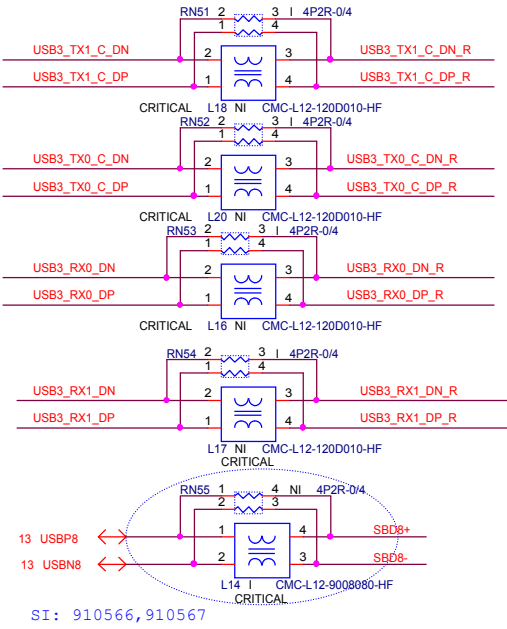 RN51 2 3 I 4P2R-0/4
1 4
USB3_TX1_C_DN 2 3 USB3_TX1_C_DN_R
USB3_TX1_C_DP 1 4 USB3_TX1_C_DP_R
CRITICAL L18 NI CMC-L12-120D010-HF
RN52 2 3 I 4P2R-0/4
1 4
USB3_TX0_C_DN 2 3 USB3_TX0_C_DN_R
USB3_TX0_C_DP 1 4 USB3_TX0_C_DP_R
CRITICAL L20 NI CMC-L12-120D010-HF
RN53 2 3 I 4P2R-0/4
1 4
USB3_RX0_DN 2 3 USB3_RX0_DN_R
USB3_RX0_DP 1 4 USB3_RX0_DP_R
CRITICAL L16 NI CMC-L12-120D010-HF
RN54 2 3 I 4P2R-0/4
1 4
USB3_RX1_DN 2 3 USB3_RX1_DN_R
USB3_RX1_DP 1 4 USB3_RX1_DP_R
L17 NI CMC-L12-120D010-HF
CRITICAL
RN55 1 4 NI 4P2R-0/4
2 3
13 USBP8 1 4 SBD8+
13 USBN8 2 3 SBD8-
L14 I CMC-L12-9008080-HF
CRITICAL
SI: 910566,910567